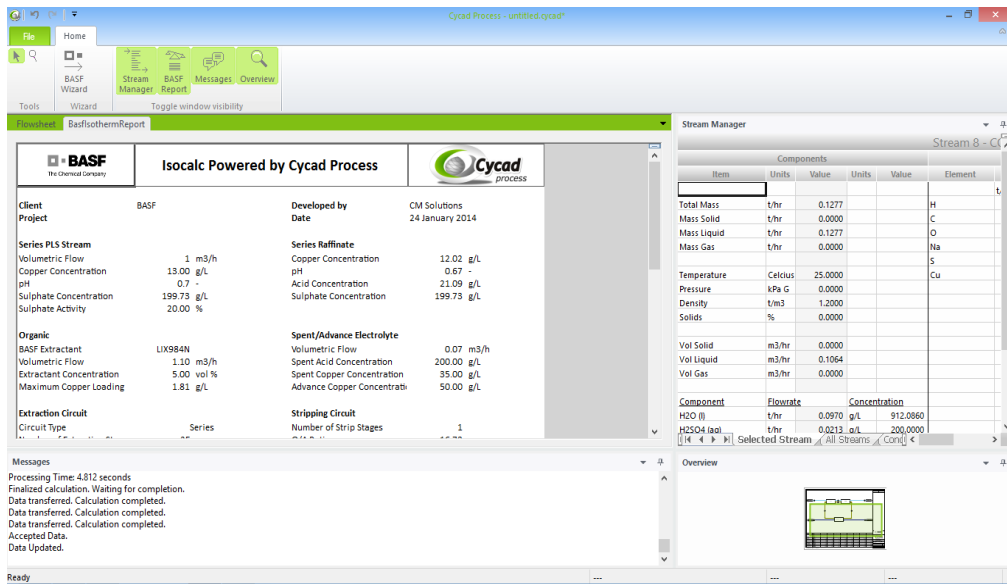 Cycad Process - untitled.cycad*
File Home
BASF Wizard
Stream Manager
BASF Report
Messages
Overview
Tools Wizard Toggle window visibility
Flowsheet BasfIsothermReport
BASF
The Chemical Company
Isocalc Powered by Cycad Process
Cycad process
Client BASF Developed by CM Solutions
Project Date 24 January 2014
Series PLS Stream Series Raffinate
Volumetric Flow 1 m3/h Copper Concentration 12.02 g/L
Copper Concentration 13.00 g/L pH 0.67 -
pH 0.7 - Acid Concentration 21.09 g/L
Sulphate Concentration 199.73 g/L Sulphate Concentration 199.73 g/L
Sulphate Activity 20.00 %
Organic Spent/Advance Electrolyte
BASF Extractant LIX984N Volumetric Flow 0.07 m3/h
Volumetric Flow 1.10 m3/h Spent Acid Concentration 200.00 g/L
Extractant Concentration 5.00 vol % Spent Copper Concentration 35.00 g/L
Maximum Copper Loading 1.81 g/L Advance Copper Concentrati 50.00 g/L
Extraction Circuit Stripping Circuit
Circuit Type Series Number of Strip Stages 1
Stream Manager
Stream 8 - CO
Components
Item Units Value Units Value Element
t/
Total Mass t/hr 0.1277 H
Mass Solid t/hr 0.0000 C
Mass Liquid t/hr 0.1277 O
Mass Gas t/hr 0.0000 Na
S
Temperature Celcius 25.0000 Cu
Pressure kPa G 0.0000
Density t/m3 1.2000
Solids % 0.0000
Vol Solid m3/hr 0.0000
Vol Liquid m3/hr 0.1064
Vol Gas m3/hr 0.0000
Component Flowrate Concentration
H2O (l) t/hr 0.0970 g/L 912.0860
H2SO4 (aq) t/hr 0.0213 g/L 200.0000
Selected Stream All Streams Cond
Messages
Processing Time: 4.812 seconds
Finalized calculation. Waiting for completion.
Data transferred. Calculation completed.
Data transferred. Calculation completed.
Data transferred. Calculation completed.
Accepted Data.
Data Updated.
Overview
Ready --- --- ---